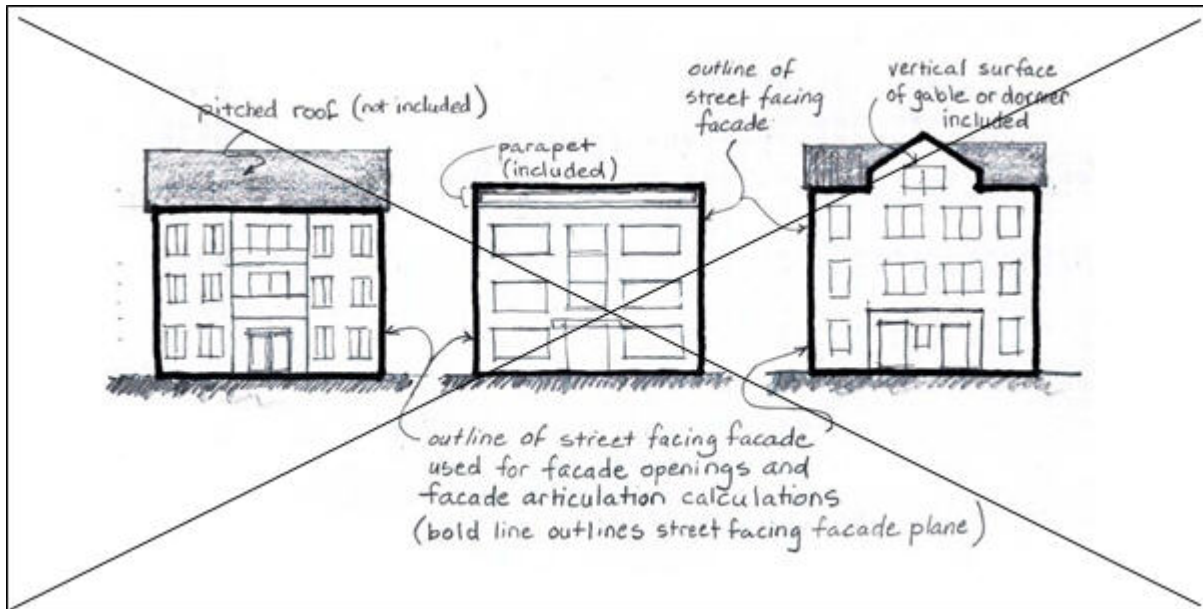 pitched roof (not included)
parapet
(included)
outline of
street facing
facade
vertical surface
of gable or dormer
included
outline of street facing facade
used for facade openings and
facade articulation calculations
(bold line outlines street facing facade plane)